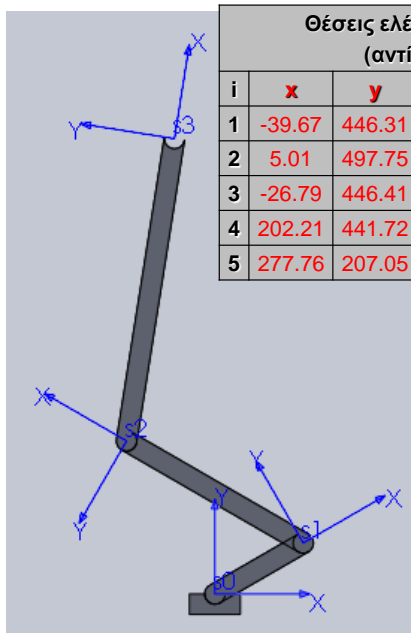 Θέσεις ελέ
(αντί
i x y
1 -39.67 446.31
2 5.01 497.75
3 -26.79 446.41
4 202.21 441.72
5 277.76 207.05
X
Y s3
X s2
Y
Y s1 X
Y
s0 X